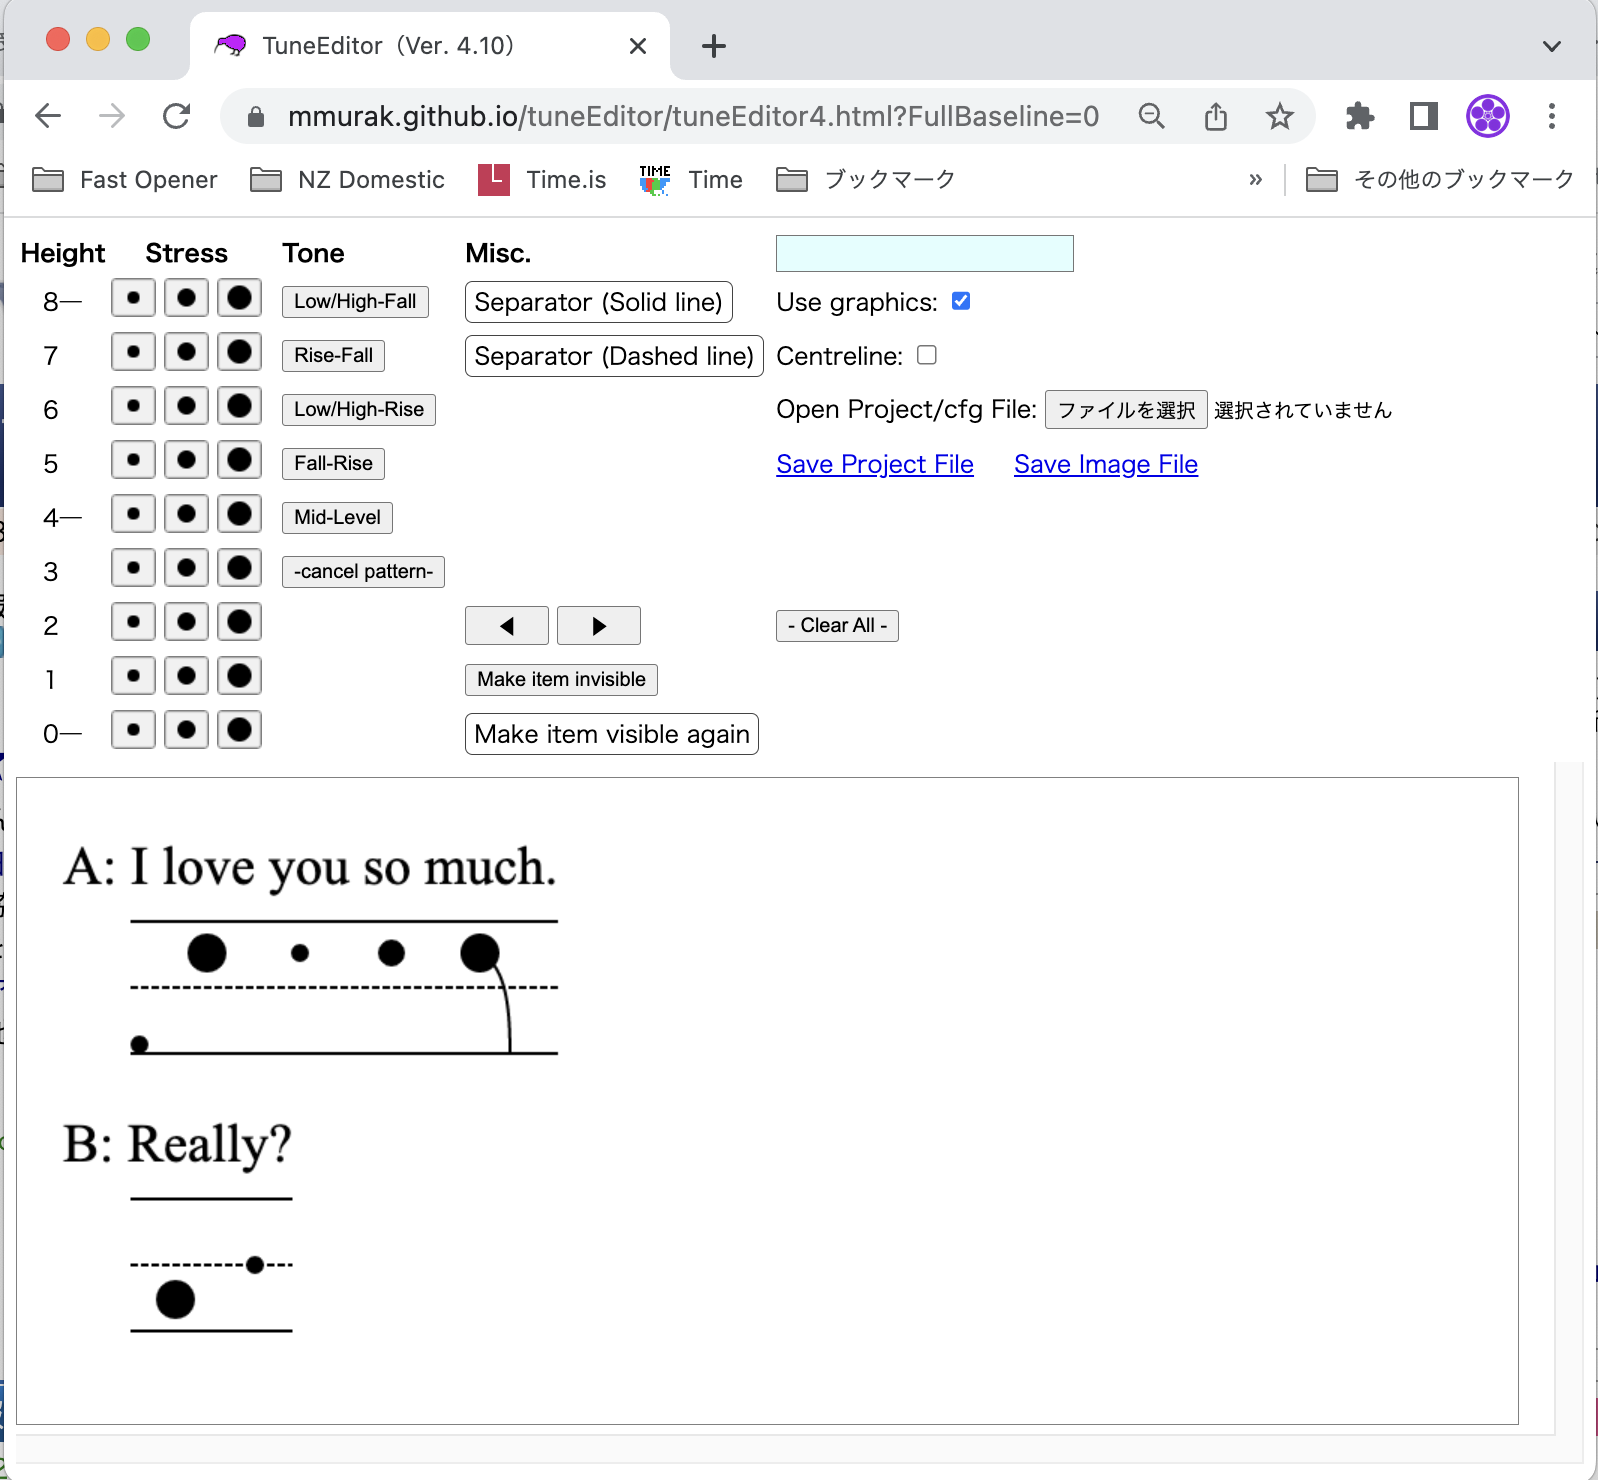 TuneEditor（Ver. 4.10）
mmurak.github.io/tuneEditor/tuneEditor4.html?FullBaseline=0
Fast Opener NZ Domestic Time.is TIME Time ブックマーク » その他のブックマーク
Height Stress Tone Misc.
8— Low/High-Fall Separator (Solid line) Use graphics:
7 Rise-Fall Separator (Dashed line) Centreline:
6 Low/High-Rise Open Project/cfg File: ファイルを選択 選択されていません
5 Fall-Rise Save Project File Save Image File
4— Mid-Level
3 -cancel pattern-
2 ◀ ▶ - Clear All -
1 Make item invisible
0— Make item visible again
A: I love you so much.
B: Really?